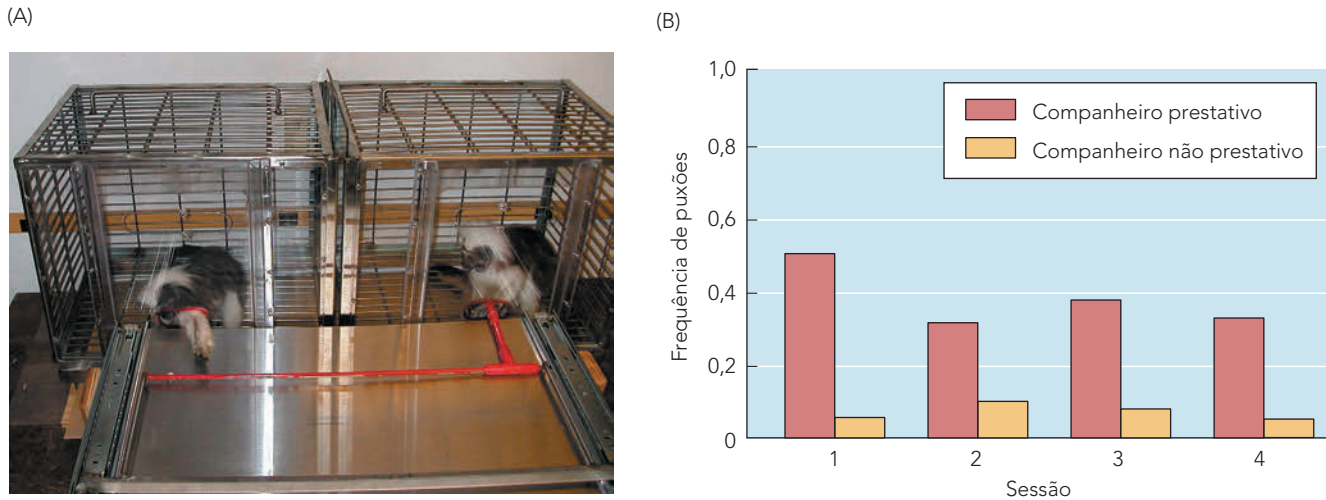 (A)
(B)
1,0
0,8
0,6
0,4
0,2
0
Frequência de puxões
Companheiro prestativo
Companheiro não prestativo
1 2 3 4
Sessão